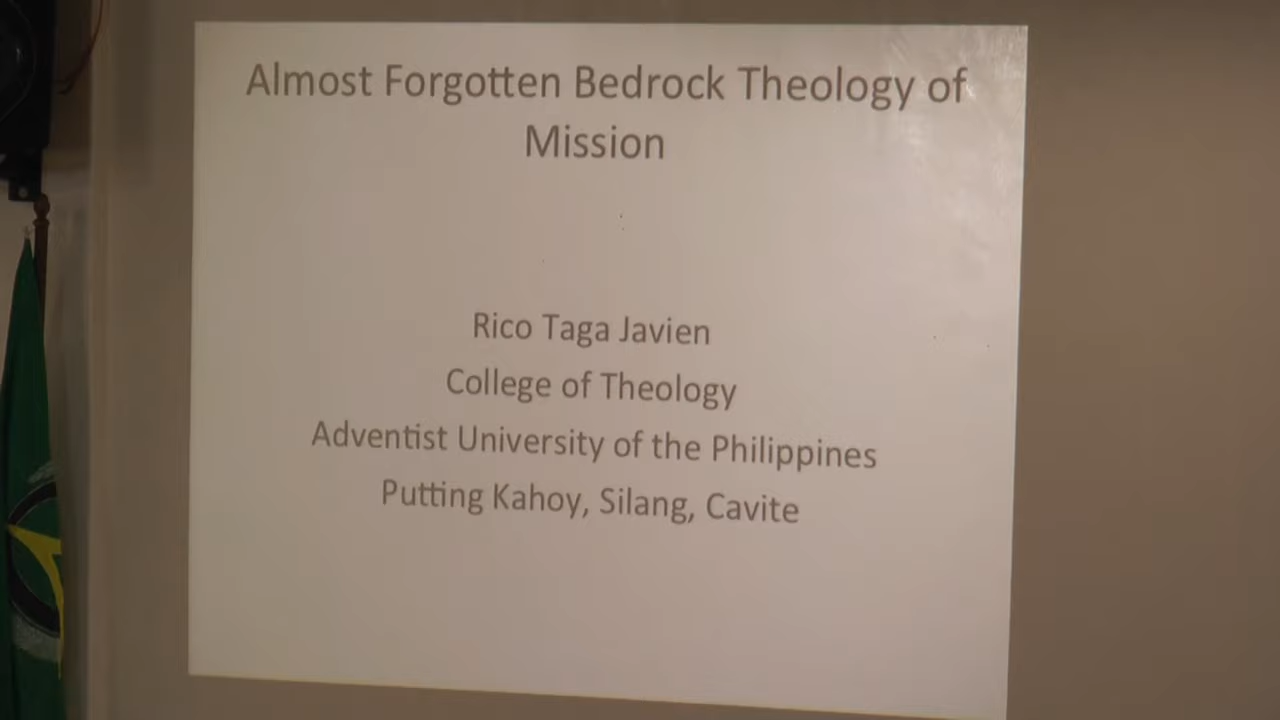 Almost Forgotten Bedrock Theology of
Mission
Rico Taga Javien
College of Theology
Adventist University of the Philippines
Putting Kahoy, Silang, Cavite